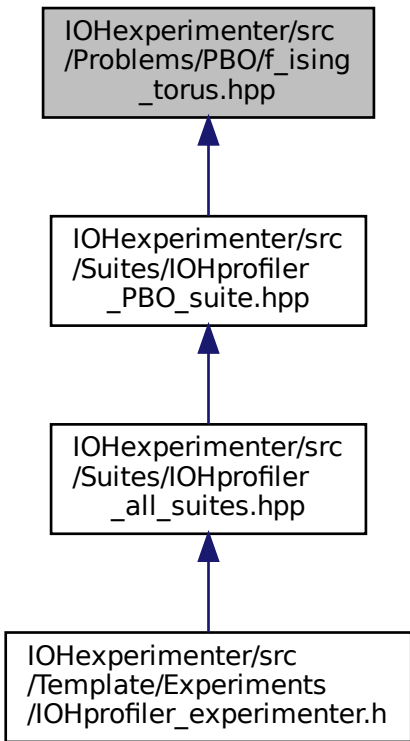 IOHexperimenter/src
/Problems/PBO/f_ising
_torus.hpp
IOHexperimenter/src
/Suites/IOHprofiler
_PBO_suite.hpp
IOHexperimenter/src
/Suites/IOHprofiler
_all_suites.hpp
IOHexperimenter/src
/Template/Experiments
/IOHprofiler_experimenter.h